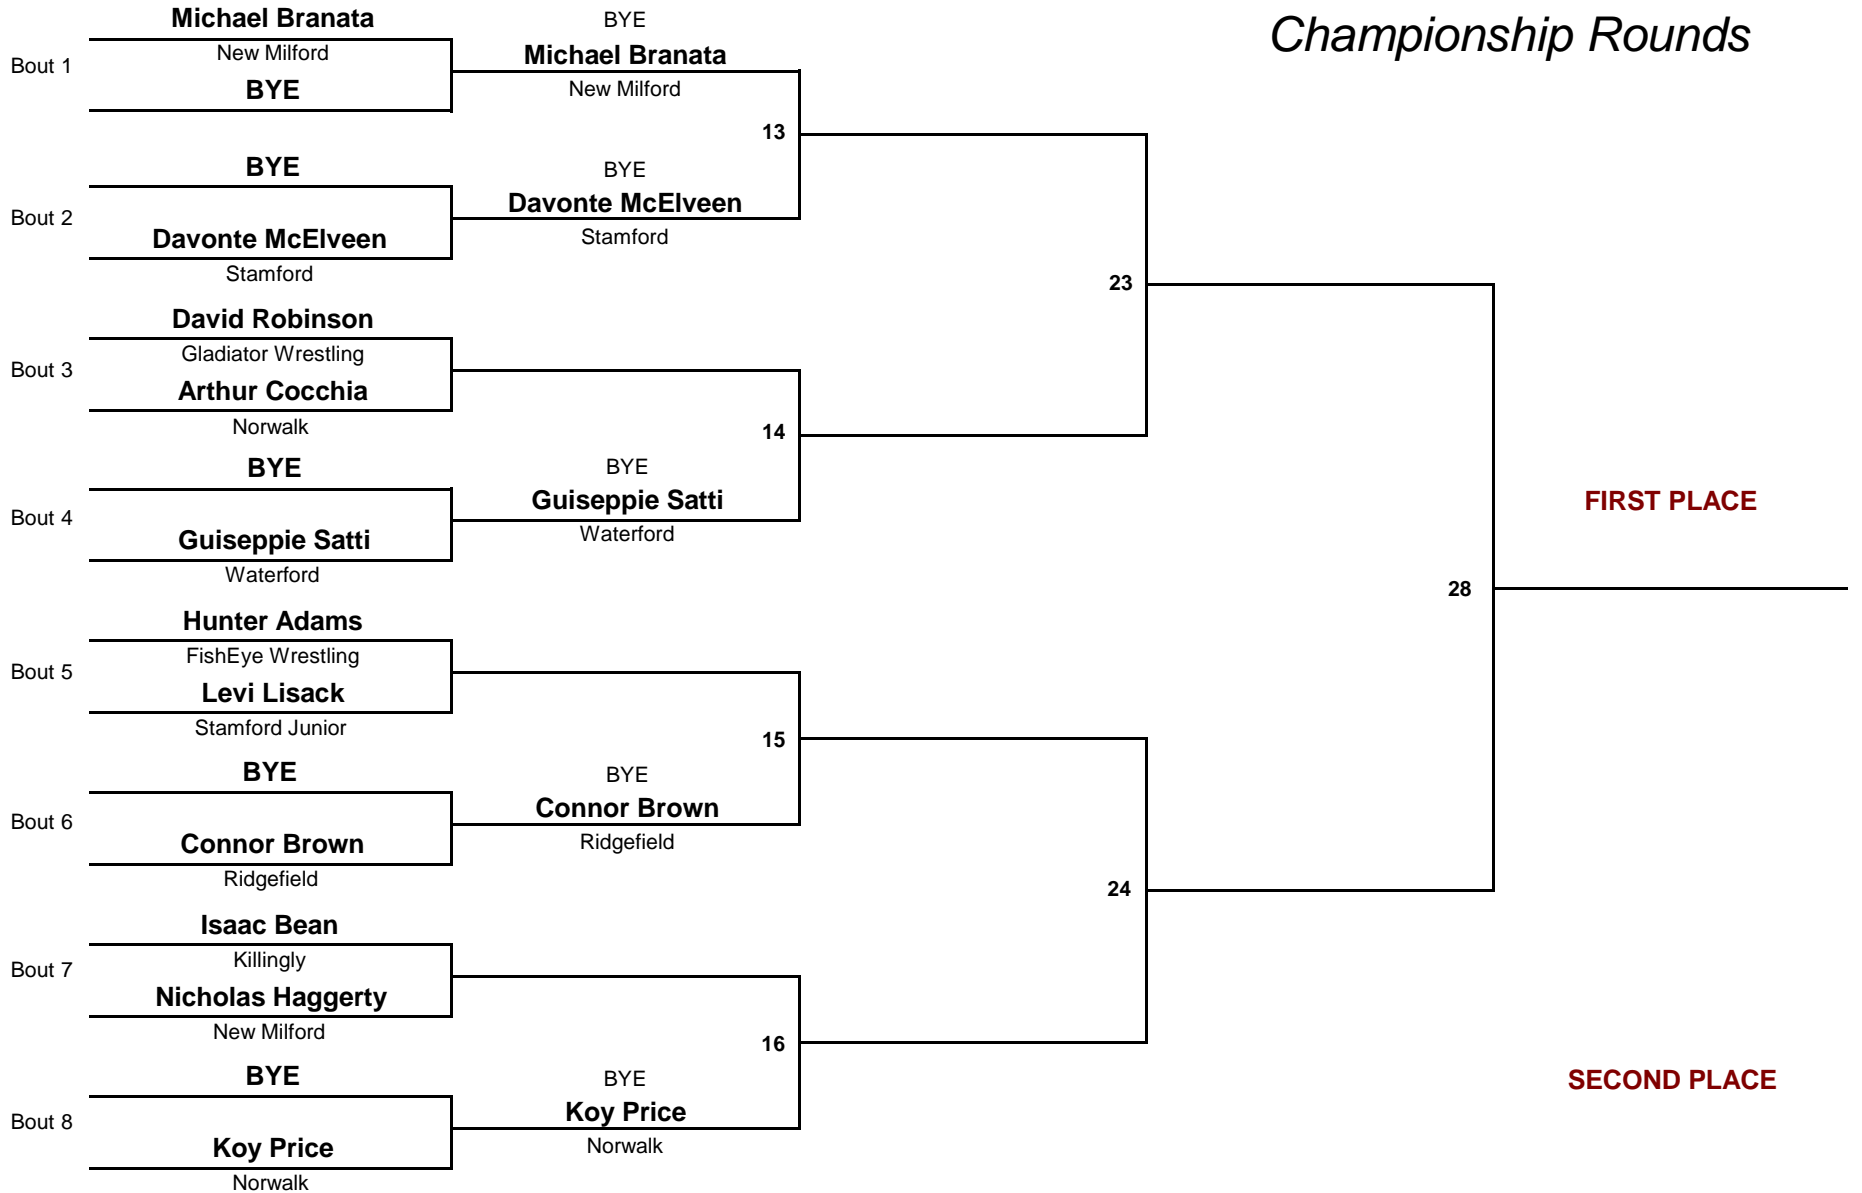 Championship Rounds
Michael Branata
Bout 1
New Milford
BYE
BYE
Michael Branata
New Milford
13
BYE
Bout 2
Davonte McElveen
Stamford
BYE
Davonte McElveen
Stamford
23
David Robinson
Bout 3
Gladiator Wrestling
Arthur Cocchia
Norwalk
14
BYE
Bout 4
Guiseppie Satti
Waterford
BYE
Guiseppie Satti
Waterford
FIRST PLACE
28
Hunter Adams
Bout 5
FishEye Wrestling
Levi Lisack
Stamford Junior
15
BYE
Bout 6
Connor Brown
Ridgefield
BYE
Connor Brown
Ridgefield
24
Isaac Bean
Bout 7
Killingly
Nicholas Haggerty
New Milford
16
BYE
Bout 8
Koy Price
Norwalk
BYE
Koy Price
Norwalk
SECOND PLACE